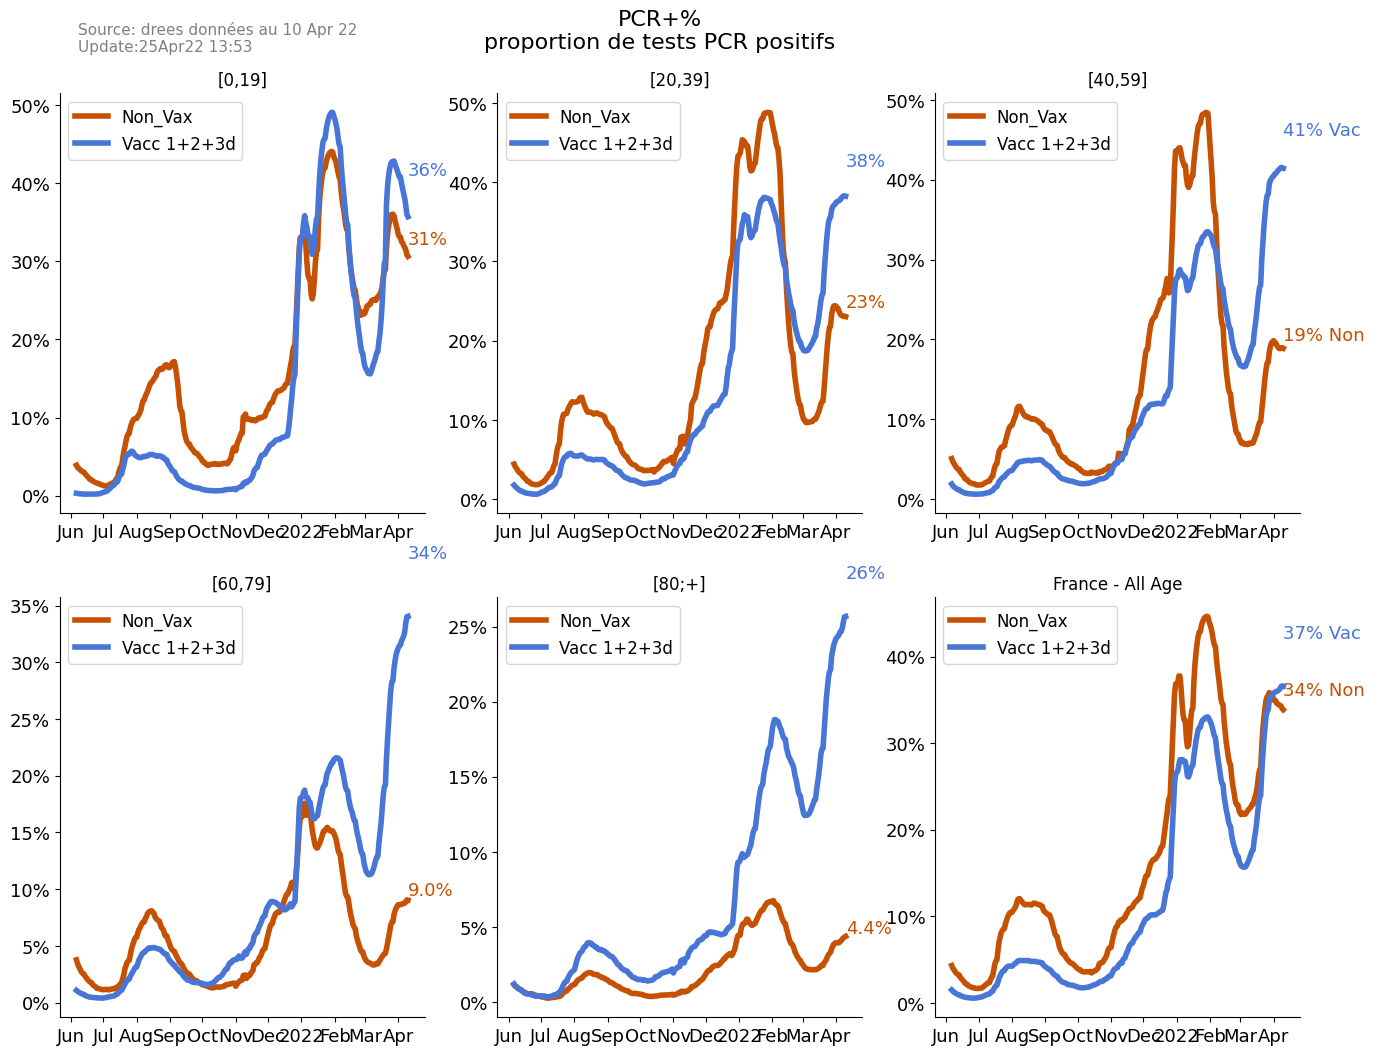 Source: drees données au 10 Apr 22
Update:25Apr22 13:53
PCR+%
proportion de tests PCR positifs
[0,19]
Non_Vax
Vacc 1+2+3d
50%
40%
30%
20%
10%
0%
36%
31%
Jun Jul Aug Sep Oct Nov Dec 2022 Feb Mar Apr
[20,39]
Non_Vax
Vacc 1+2+3d
50%
40%
30%
20%
10%
0%
38%
23%
Jun Jul Aug Sep Oct Nov Dec 2022 Feb Mar Apr
[40,59]
Non_Vax
Vacc 1+2+3d
50%
40%
30%
20%
10%
0%
41% Vac
19% Non
Jun Jul Aug Sep Oct Nov Dec 2022 Feb Mar Apr
[60,79]
Non_Vax
Vacc 1+2+3d
35%
30%
25%
20%
15%
10%
5%
0%
34%
9.0%
Jun Jul Aug Sep Oct Nov Dec 2022 Feb Mar Apr
[80;+]
Non_Vax
Vacc 1+2+3d
25%
20%
15%
10%
5%
0%
26%
4.4%
Jun Jul Aug Sep Oct Nov Dec 2022 Feb Mar Apr
France - All Age
Non_Vax
Vacc 1+2+3d
40%
30%
20%
10%
0%
37% Vac
34% Non
Jun Jul Aug Sep Oct Nov Dec 2022 Feb Mar Apr